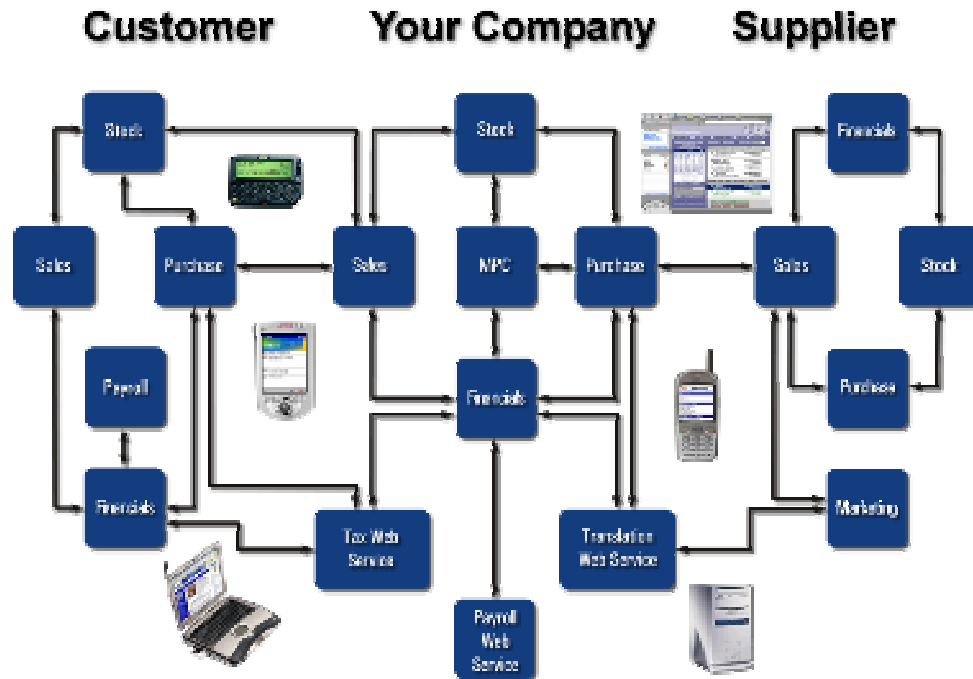 Customer Your Company Supplier
Stock
Stock
Financials
Sales
Purchase
Sales
MPC
Purchase
Sales
Stock
Payroll
Financials
Purchase
Financials
Tax Web
Service
Translation
Web Service
Marketing
Payroll
Web
Service